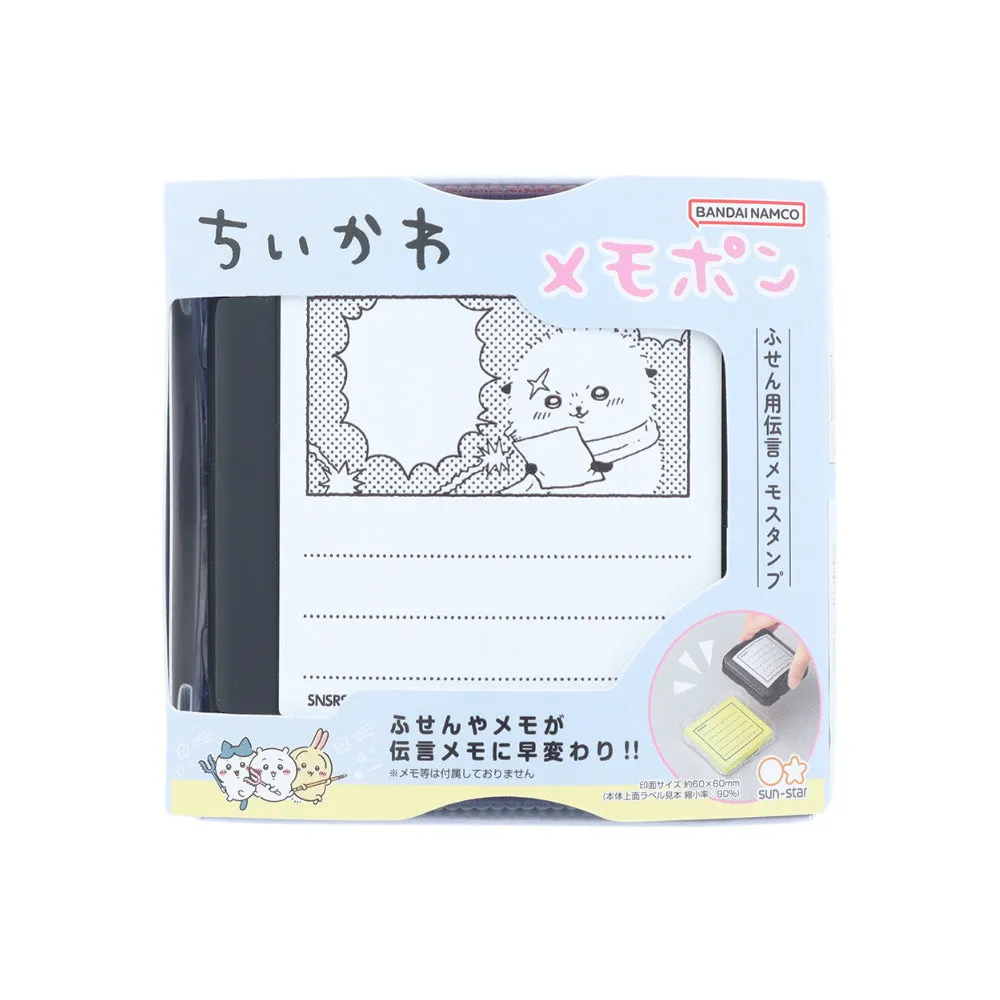 ちいかわ
BANDAI NAMCO
メモポン
ふせん用伝言メモスタンプ
SNSRS
ふせんやメモが
伝言メモに早変わり!!
※メモ等は付属しておりません
印面サイズ 約60×60mm
(本体上面ラベル見本 縮小率:90%)
sun-star